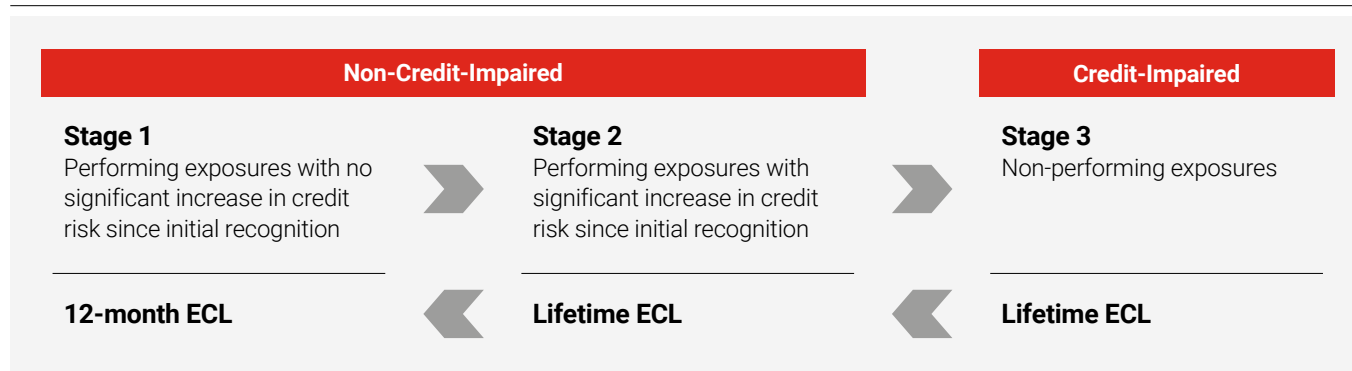 Non-Credit-Impaired
Credit-Impaired
Stage 1
Performing exposures with no
significant increase in credit
risk since initial recognition
12-month ECL
Stage 2
Performing exposures with
significant increase in credit
risk since initial recognition
Lifetime ECL
Stage 3
Non-performing exposures
Lifetime ECL